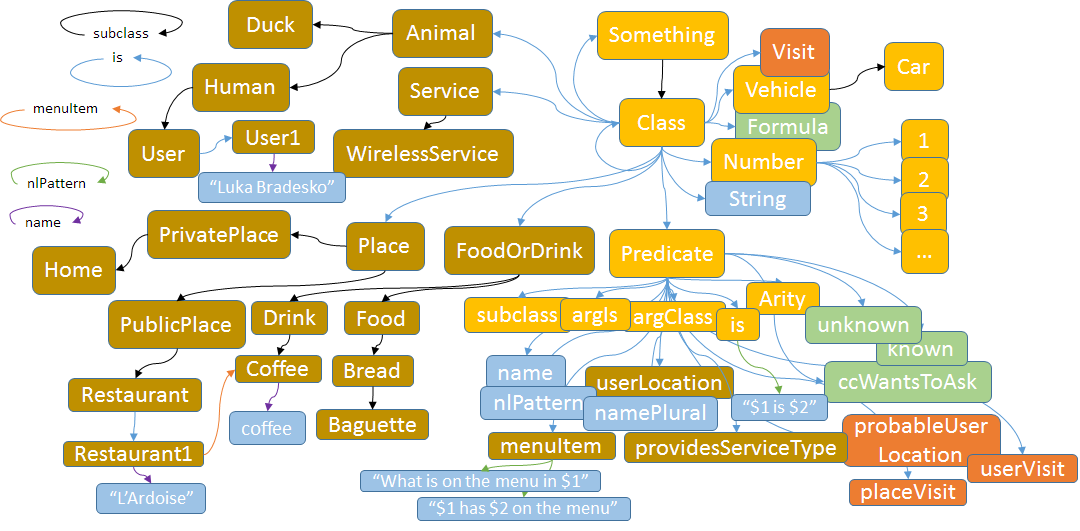 subclass
is
menuItem
nlPattern
name
Duck
Animal
Something
Visit
Human
Service
Vehicle
Car
Class
Formula
User
User1
WirelessService
Number
1
"Luka Bradesko"
String
2
3
...
PrivatePlace
Place
FoodOrDrink
Predicate
Home
PublicPlace
Drink
Food
subclass
argIs
argClass
is
Arity
unknown
known
Restaurant
Coffee
Bread
name
userLocation
ccWantsToAsk
nlPattern
namePlural
"$1 is $2"
coffee
Baguette
Restaurant1
menuItem
providesServiceType
probableUser
Location
userVisit
"L'Ardoise"
"What is on the menu in $1"
placeVisit
"$1 has $2 on the menu"